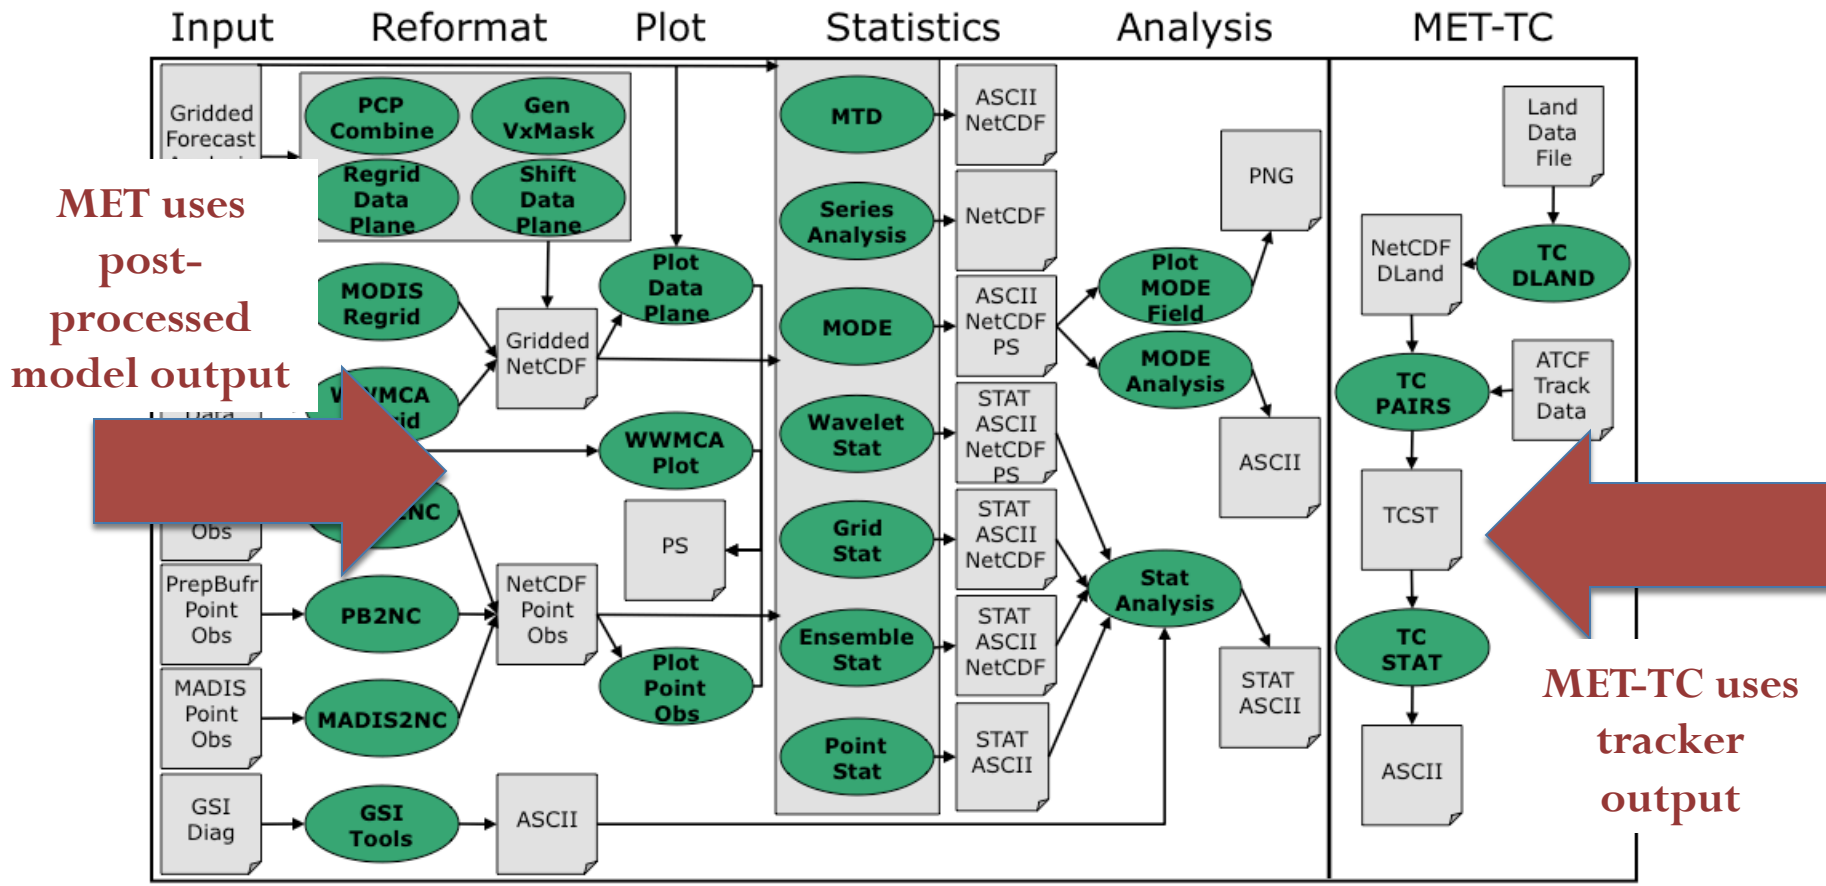 Input
Reformat
Plot
Statistics
Analysis
MET-TC
Gridded
Forecast
MET uses
post-
processed
model output
Data
Obs
PrepBufr
Point
Obs
MADIS
Point
Obs
GSI
Diag
PCP
Combine
Gen
VxMask
Regrid
Data
Plane
Shift
Data
Plane
MODIS
Regrid
PB2NC
MADIS2NC
GSI
Tools
Gridded
NetCDF
NetCDF
Point
Obs
ASCII
Plot
Data
Plane
WWMCA
Plot
PS
Plot
Point
Obs
MTD
Series
Analysis
MODE
Wavelet
Stat
Grid
Stat
Ensemble
Stat
Point
Stat
ASCII
NetCDF
NetCDF
ASCII
NetCDF
PS
STAT
ASCII
NetCDF
PS
STAT
ASCII
NetCDF
STAT
ASCII
NetCDF
STAT
ASCII
PNG
Plot
MODE
Field
MODE
Analysis
ASCII
Stat
Analysis
STAT
ASCII
Land
Data
File
NetCDF
DLand
TC
DLAND
TC
PAIRS
ATCF
Track
Data
TCST
TC
STAT
ASCII
MET-TC uses
tracker
output